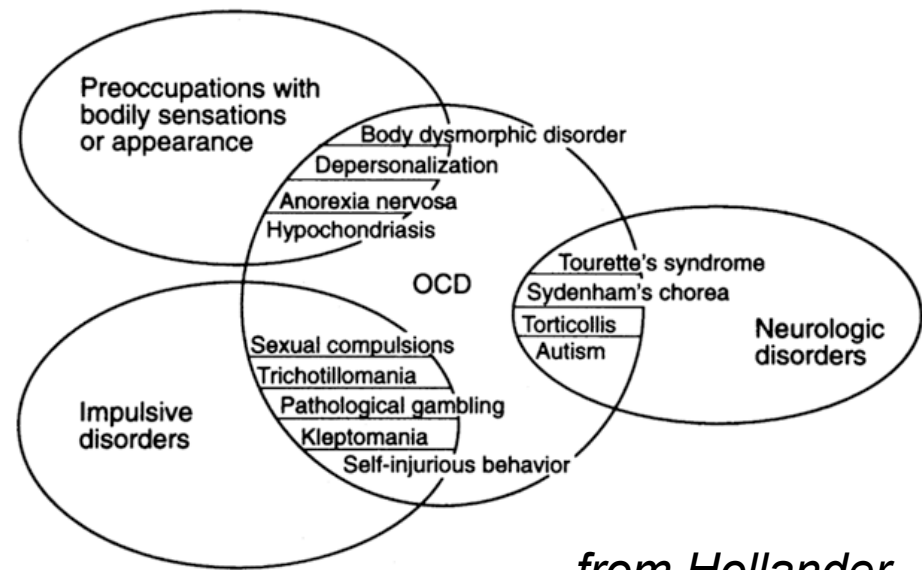 Preoccupations with
bodily sensations
or appearance
Body dysmorphic disorder
Depersonalization
Anorexia nervosa
Hypochondriasis
OCD
Tourette's syndrome
Sydenham's chorea
Torticollis
Autism
Neurologic
disorders
Sexual compulsions
Trichotillomania
Pathological gambling
Kleptomania
Self-injurious behavior
Impulsive
disorders
from Hollander